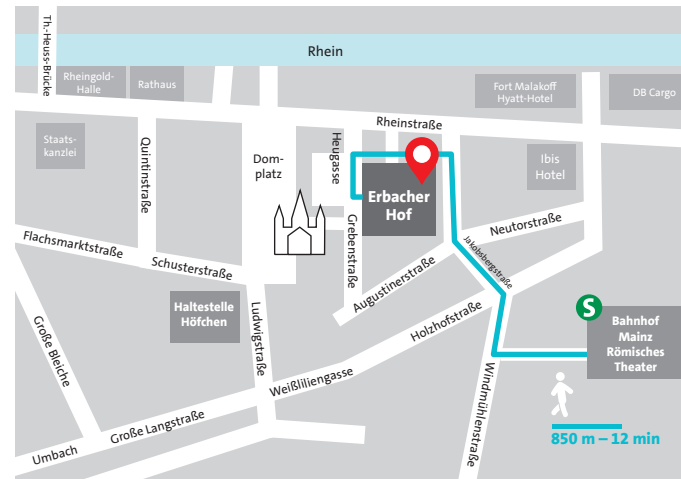 Th.-Heuss-Brücke
Rhein
Rheingold-
Halle
Rathaus
Fort Malakoff
Hyatt-Hotel
DB Cargo
Rheinstraße
Staats-
kanzlei
Quintinstraße
Dom-
platz
Heugasse
Ibis
Hotel
Erbacher
Hof
Grebenstraße
Neutorstraße
Jakobsbergstraße
Flachsmarktstraße
Schusterstraße
Augustinerstraße
Haltestelle
Höfchen
Ludwigstraße
Holzhofstraße
S
Bahnhof
Mainz
Römisches
Theater
Große Bleiche
Weißliliengasse
Windmühlenstraße
Große Langstraße
Umbach
850 m – 12 min